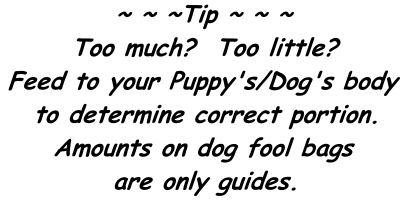 ~ ~ ~Tip ~ ~ ~
Too much?  Too little?
Feed to your Puppy's/Dog's body
to determine correct portion.
Amounts on dog fool bags
are only guides.